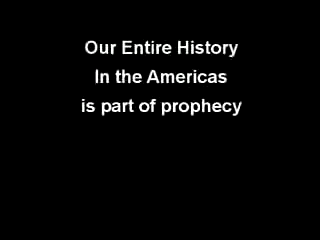 Our Entire History
In the Americas
is part of prophecy